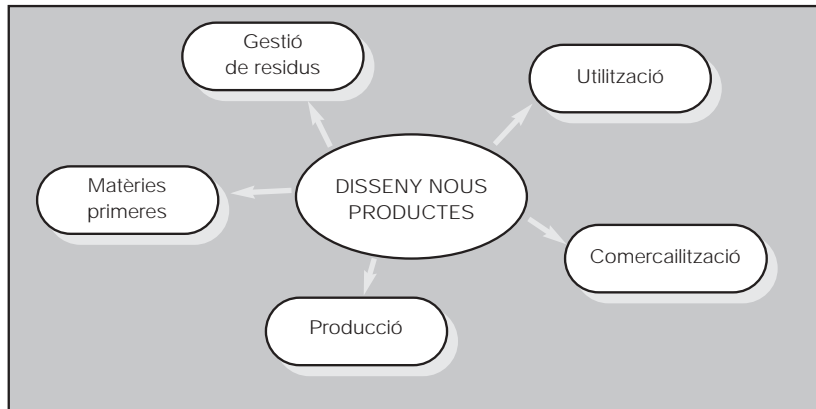 Gestió
de residus
Utilització
Matèries
primeres
DISSENY NOUS
PRODUCTES
Comercailització
Producció